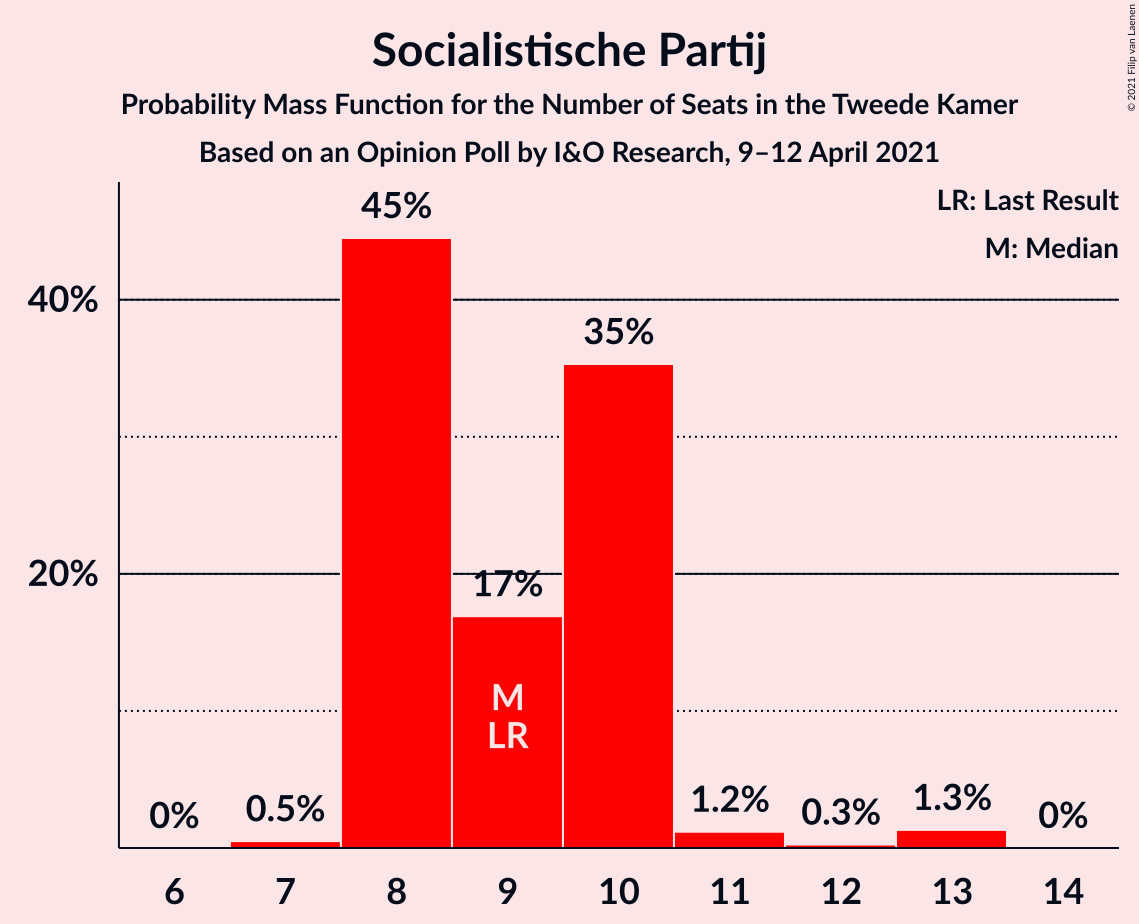 Socialistische Partij
Probability Mass Function for the Number of Seats in the Tweede Kamer
Based on an Opinion Poll by I&O Research, 9–12 April 2021
© 2021 Filip van Laenen
LR: Last Result
M: Median
45%
40%
35%
20%
17%
M
LR
0%
0.5%
1.2%
0.3%
1.3%
0%
6 7 8 9 10 11 12 13 14